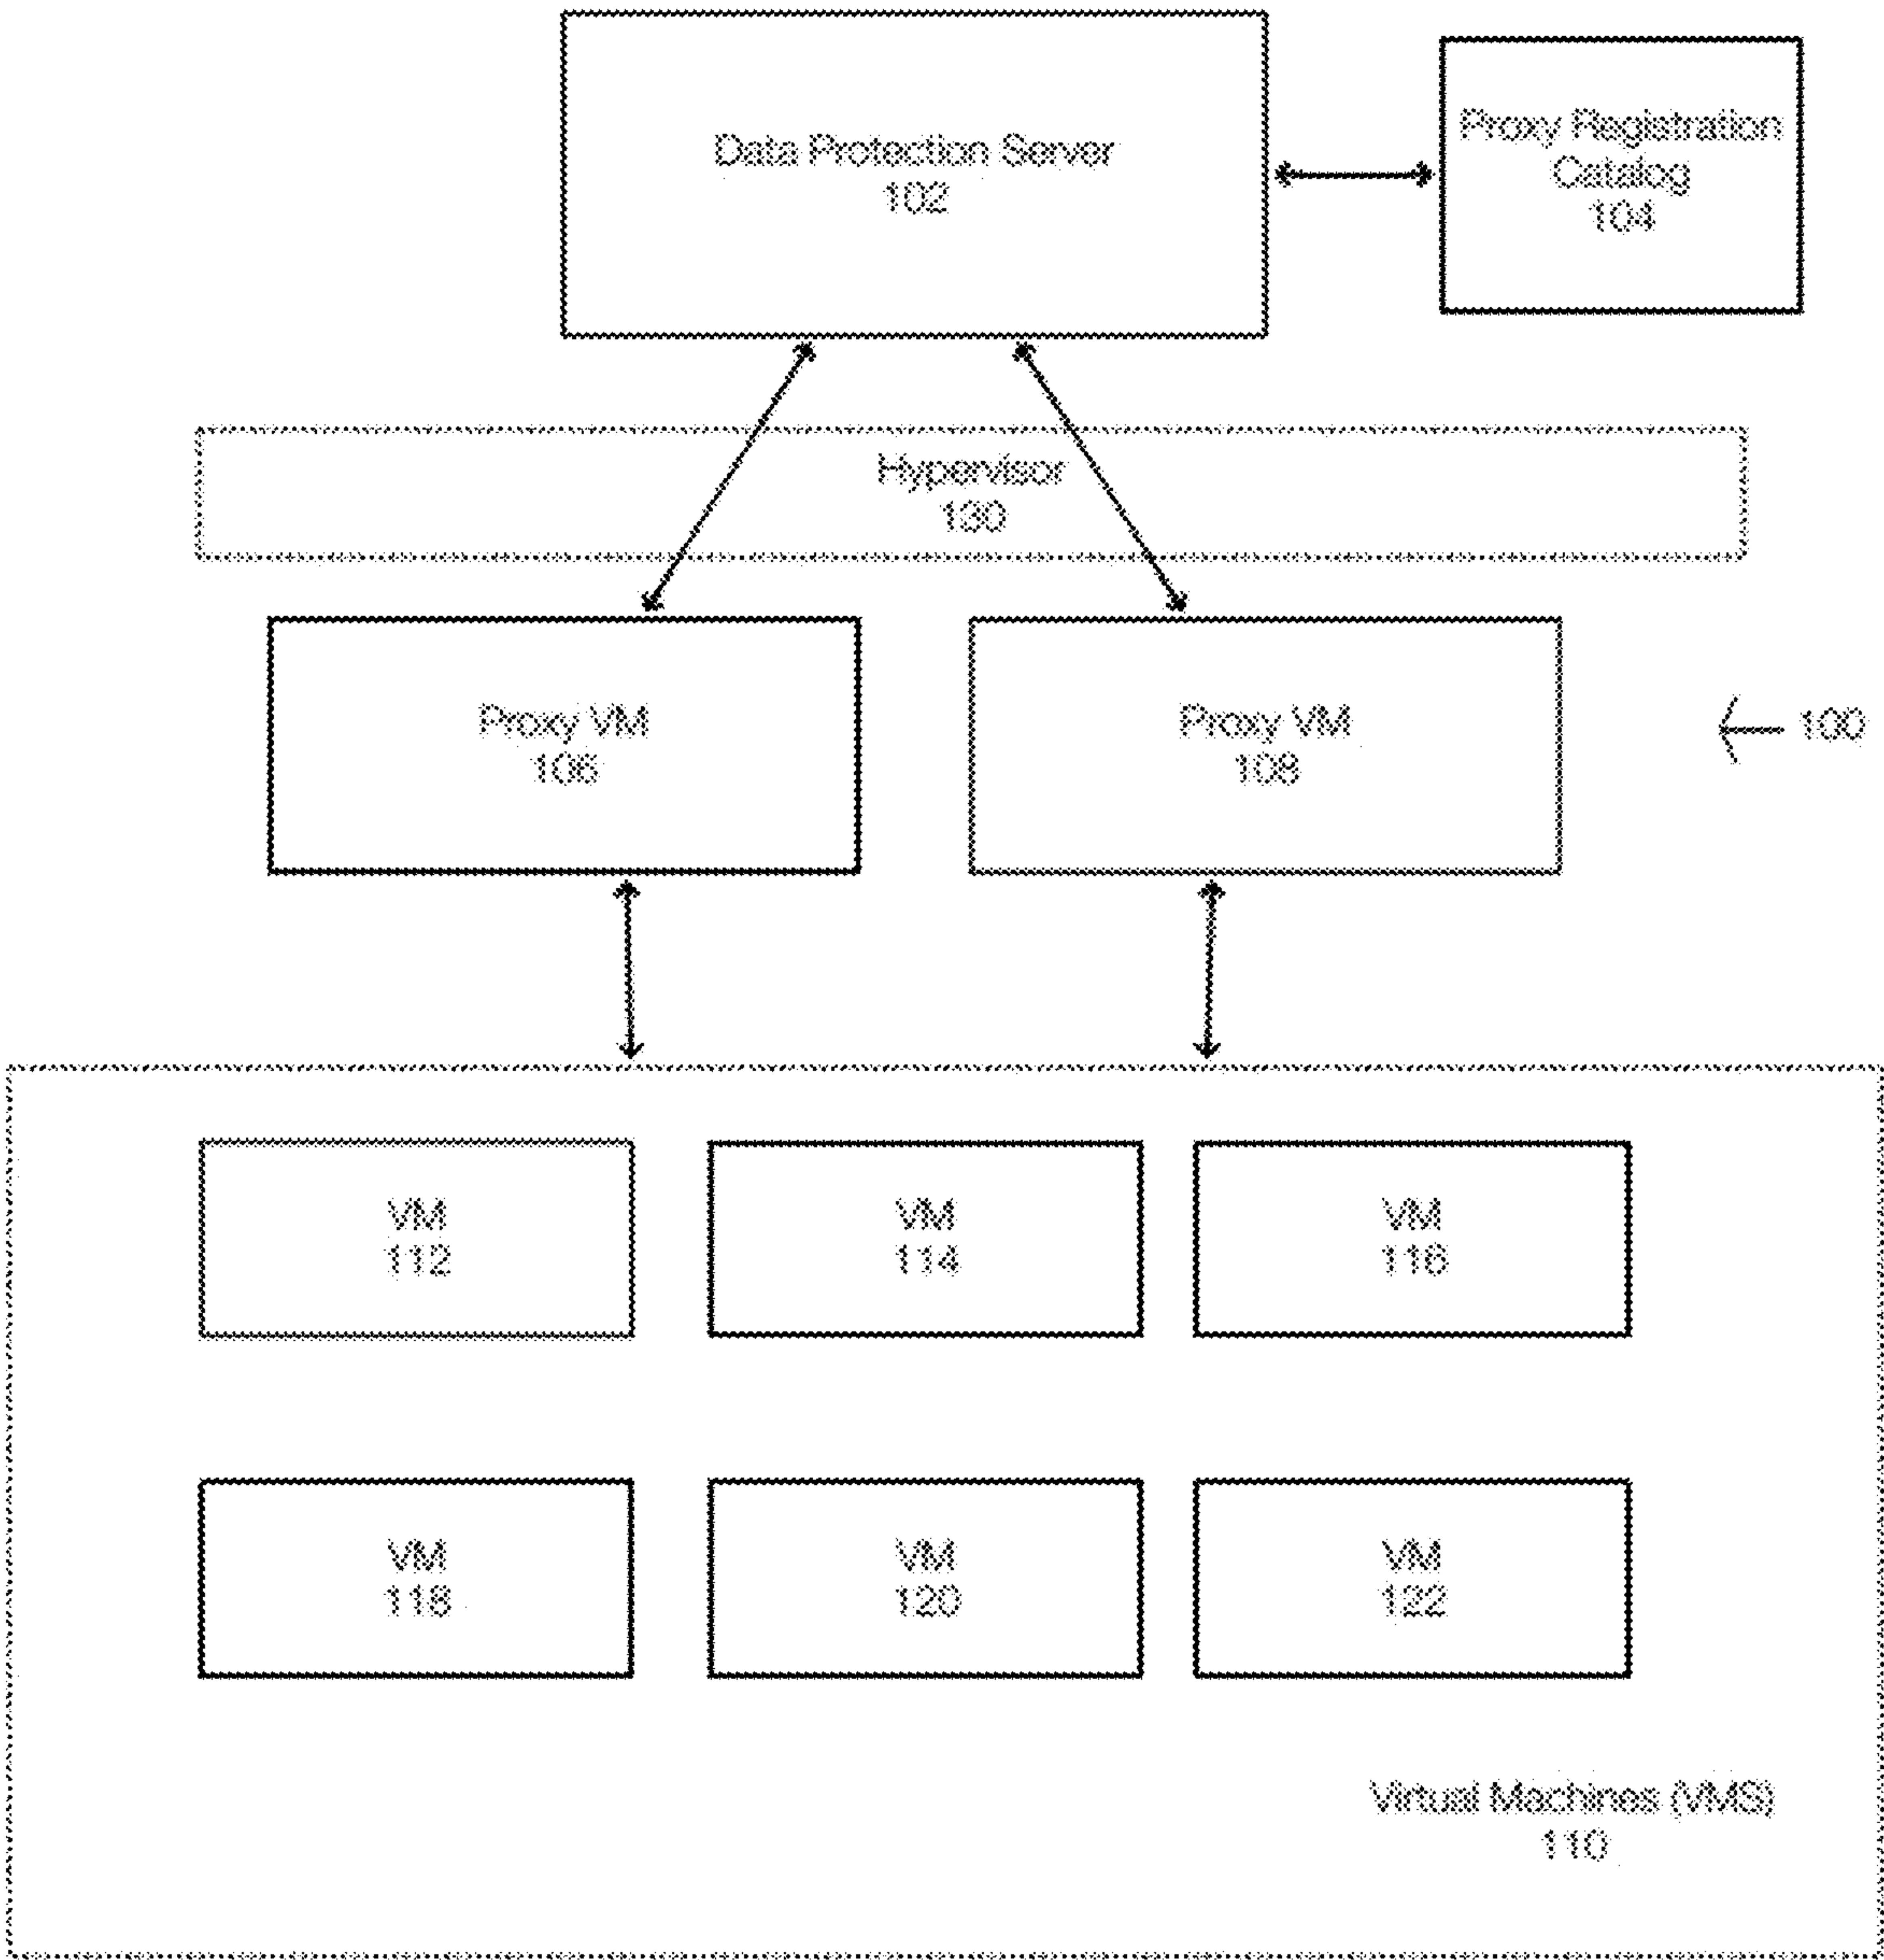 Data Protection Server
102
Proxy Registration
Catalog
104
Hypervisor
130
Proxy VM
106
Proxy VM
108
100
VM
112
VM
114
VM
116
VM
118
VM
120
VM
122
Virtual Machines (VMS)
110